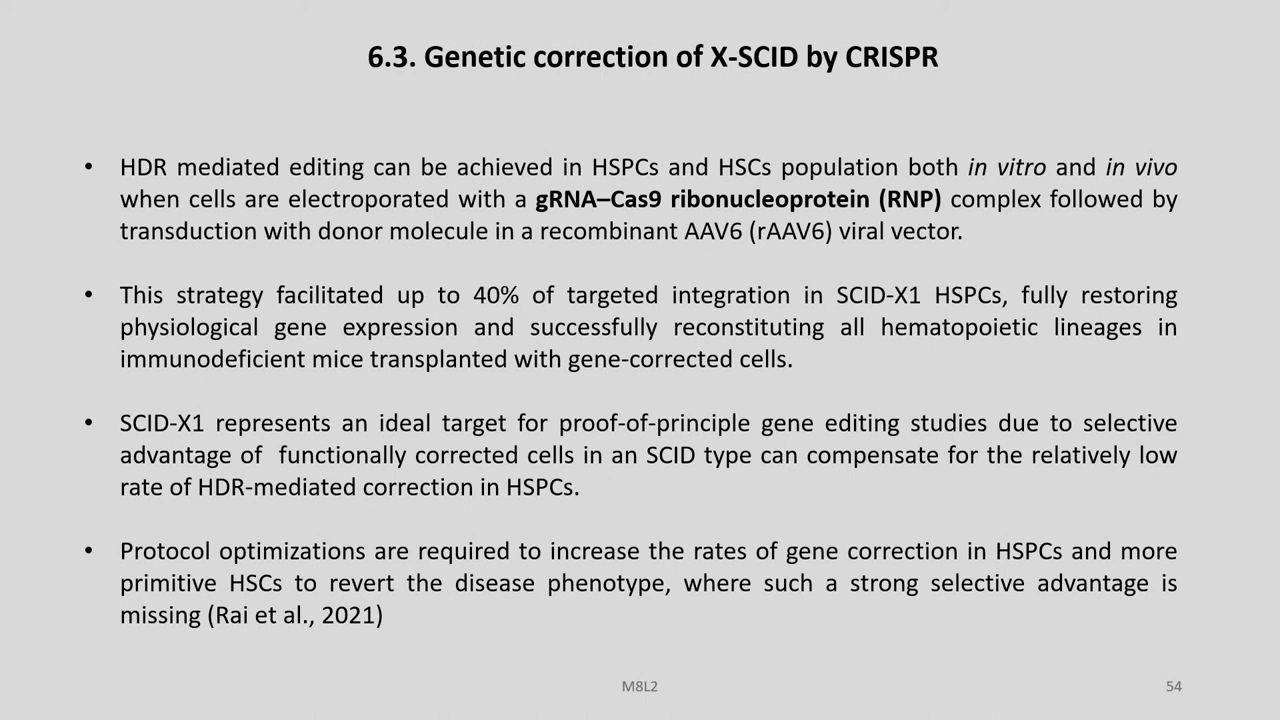 6.3. Genetic correction of X-SCID by CRISPR
• HDR mediated editing can be achieved in HSPCs and HSCs population both in vitro and in vivo
when cells are electroporated with a gRNA–Cas9 ribonucleoprotein (RNP) complex followed by
transduction with donor molecule in a recombinant AAV6 (rAAV6) viral vector.
• This strategy facilitated up to 40% of targeted integration in SCID-X1 HSPCs, fully restoring
physiological gene expression and successfully reconstituting all hematopoietic lineages in
immunodeficient mice transplanted with gene-corrected cells.
• SCID-X1 represents an ideal target for proof-of-principle gene editing studies due to selective
advantage of functionally corrected cells in an SCID type can compensate for the relatively low
rate of HDR-mediated correction in HSPCs.
• Protocol optimizations are required to increase the rates of gene correction in HSPCs and more
primitive HSCs to revert the disease phenotype, where such a strong selective advantage is
missing (Rai et al., 2021)
M8L2
54